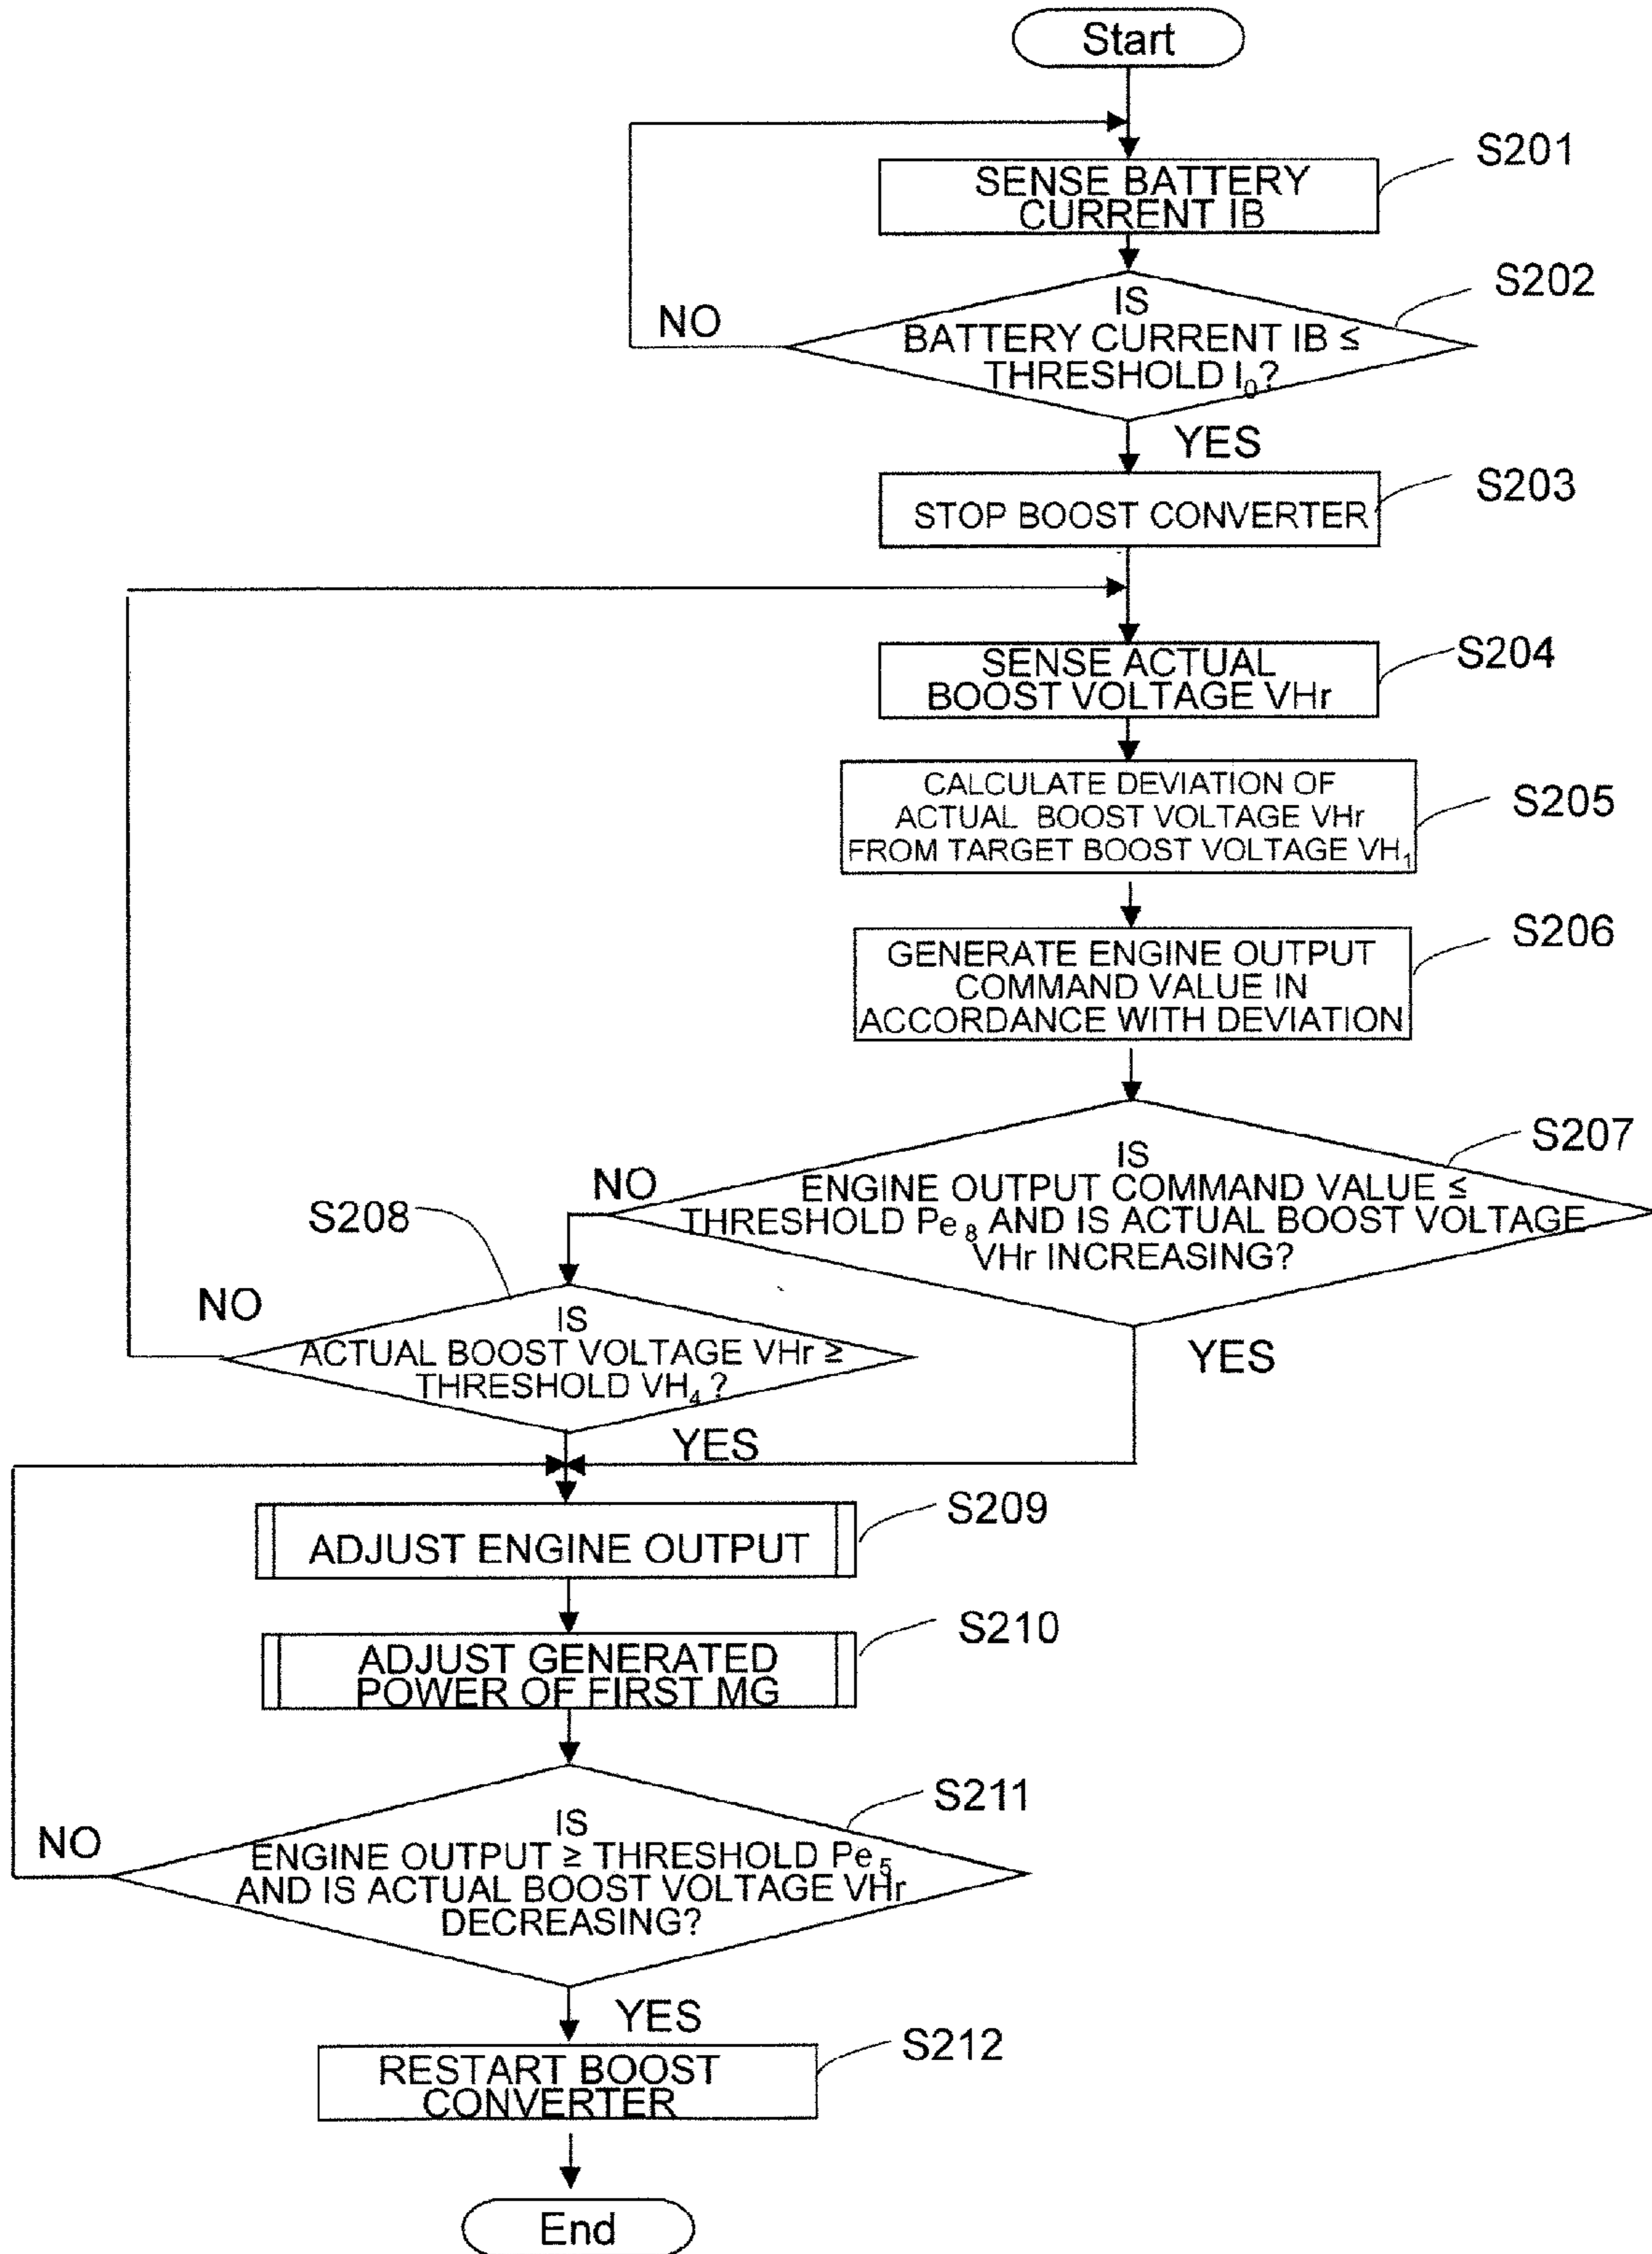 Start
S201
SENSE BATTERY
CURRENT IB
S202
IS
BATTERY CURRENT IB ≤
THRESHOLD I₀?
NO
YES
S203
STOP BOOST CONVERTER
S204
SENSE ACTUAL
BOOST VOLTAGE VHr
S205
CALCULATE DEVIATION OF
ACTUAL BOOST VOLTAGE VHr
FROM TARGET BOOST VOLTAGE VH₁
S206
GENERATE ENGINE OUTPUT
COMMAND VALUE IN
ACCORDANCE WITH DEVIATION
S207
IS
ENGINE OUTPUT COMMAND VALUE ≤
THRESHOLD Pe₈ AND IS ACTUAL BOOST VOLTAGE
VHr INCREASING?
NO
YES
S208
IS
ACTUAL BOOST VOLTAGE VHr ≥
THRESHOLD VH₄ ?
NO
YES
S209
ADJUST ENGINE OUTPUT
S210
ADJUST GENERATED
POWER OF FIRST MG
S211
IS
ENGINE OUTPUT ≥ THRESHOLD Pe₅
AND IS ACTUAL BOOST VOLTAGE VHr
DECREASING?
NO
YES
S212
RESTART BOOST
CONVERTER
End